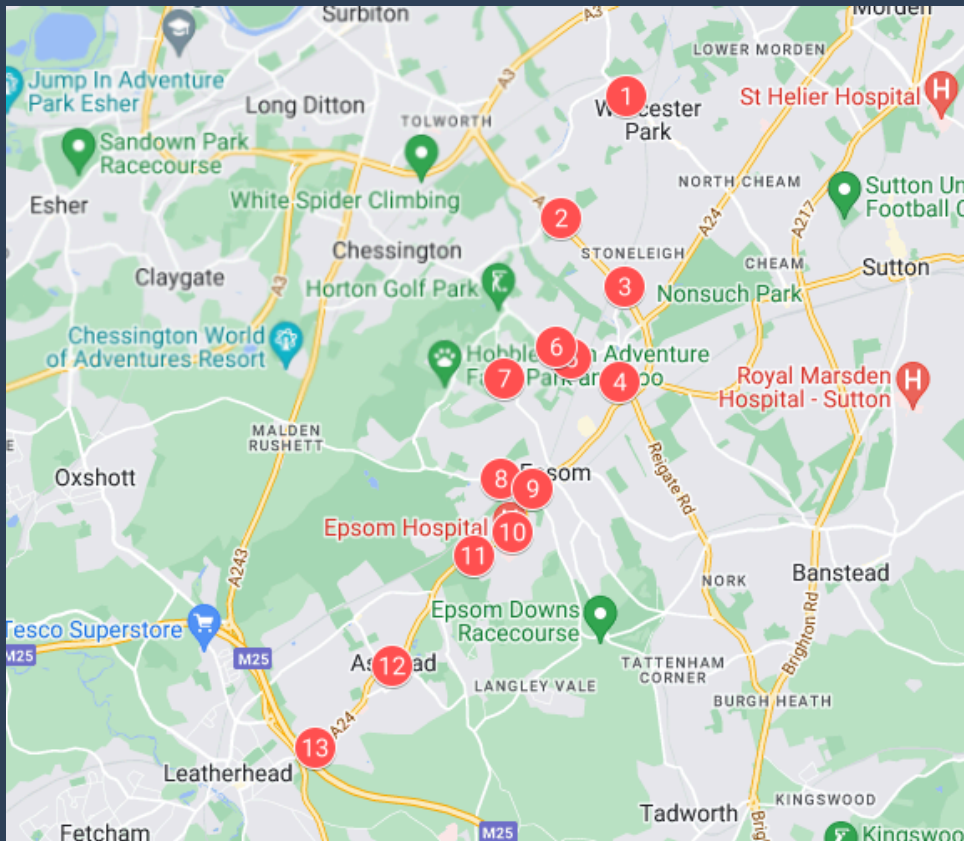 Surbiton
A3
Morden
LOWER MORDEN
Jump In Adventure
Park Esher
Long Ditton
A3
1
St Helier Hospital
H
Park
TOLWORTH
Sandown Park
Racecourse
White Spider Climbing
NORTH CHEAM
Esher
2
A24
A217
Sutton
Football
STONELEIGH
Chessington
CHEAM
Sutton
Claygate
A3
Horton Golf Park
3
Nonsuch Park
Chessington World
of Adventures Resort
6
Adventure
7
4
Royal Marsden
Hospital - Sutton
H
MALDEN
RUSHETT
Oxshott
Reigate Rd
8
9
Epsom Hospital
10
11
A243
NORK
Banstead
Epsom Downs
Racecourse
Brighton Rd
Tesco Superstore
M25
M25
12
TATTENHAM
CORNER
LANGLEY VALE
BURGH HEATH
A24
13
Leatherhead
KINGSWOOD
Tadworth
Fetcham
M25